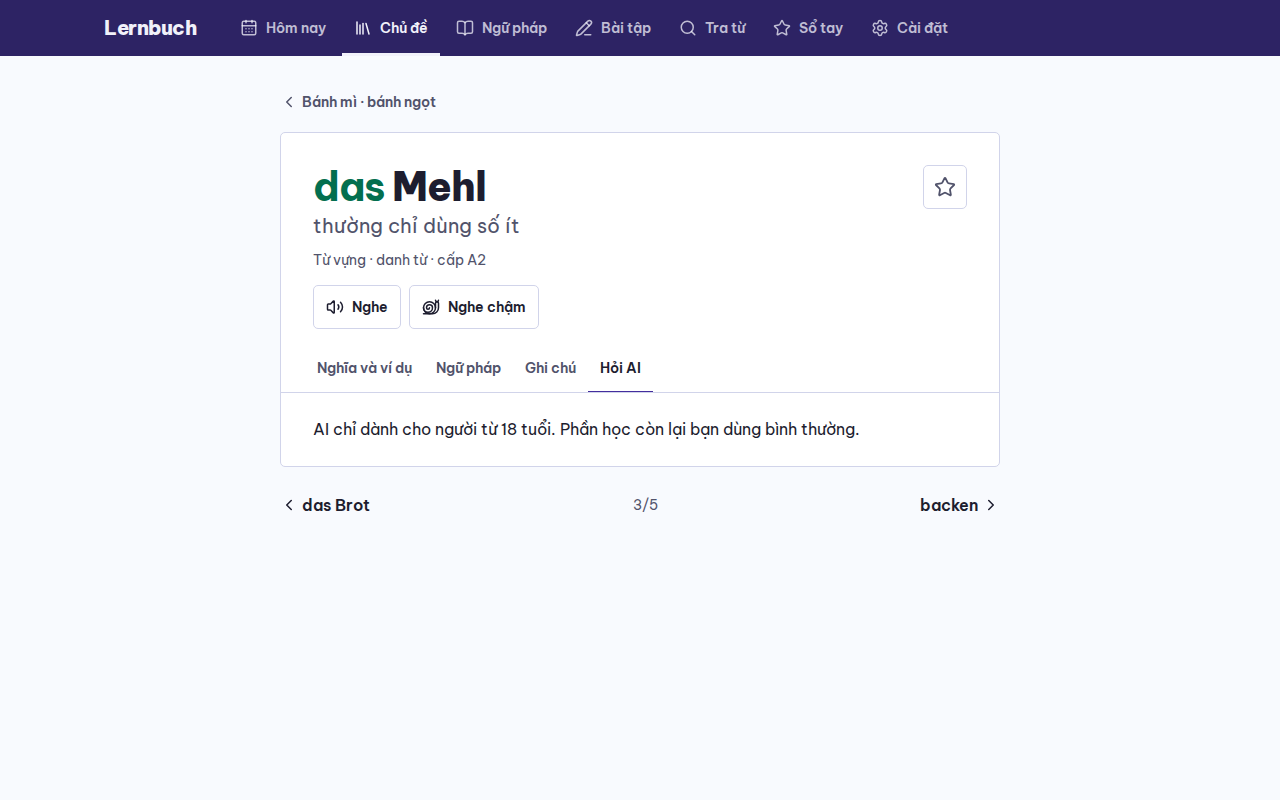 Lernbuch
Hôm nay
Chủ đề
Ngữ pháp
Bài tập
Tra từ
Sổ tay
Cài đặt
Bánh mì · bánh ngọt
das Mehl
thường chỉ dùng số ít
Từ vựng · danh từ · cấp A2
Nghe
Nghe chậm
Nghĩa và ví dụ
Ngữ pháp
Ghi chú
Hỏi AI
AI chỉ dành cho người từ 18 tuổi. Phần học còn lại bạn dùng bình thường.
das Brot
3/5
backen